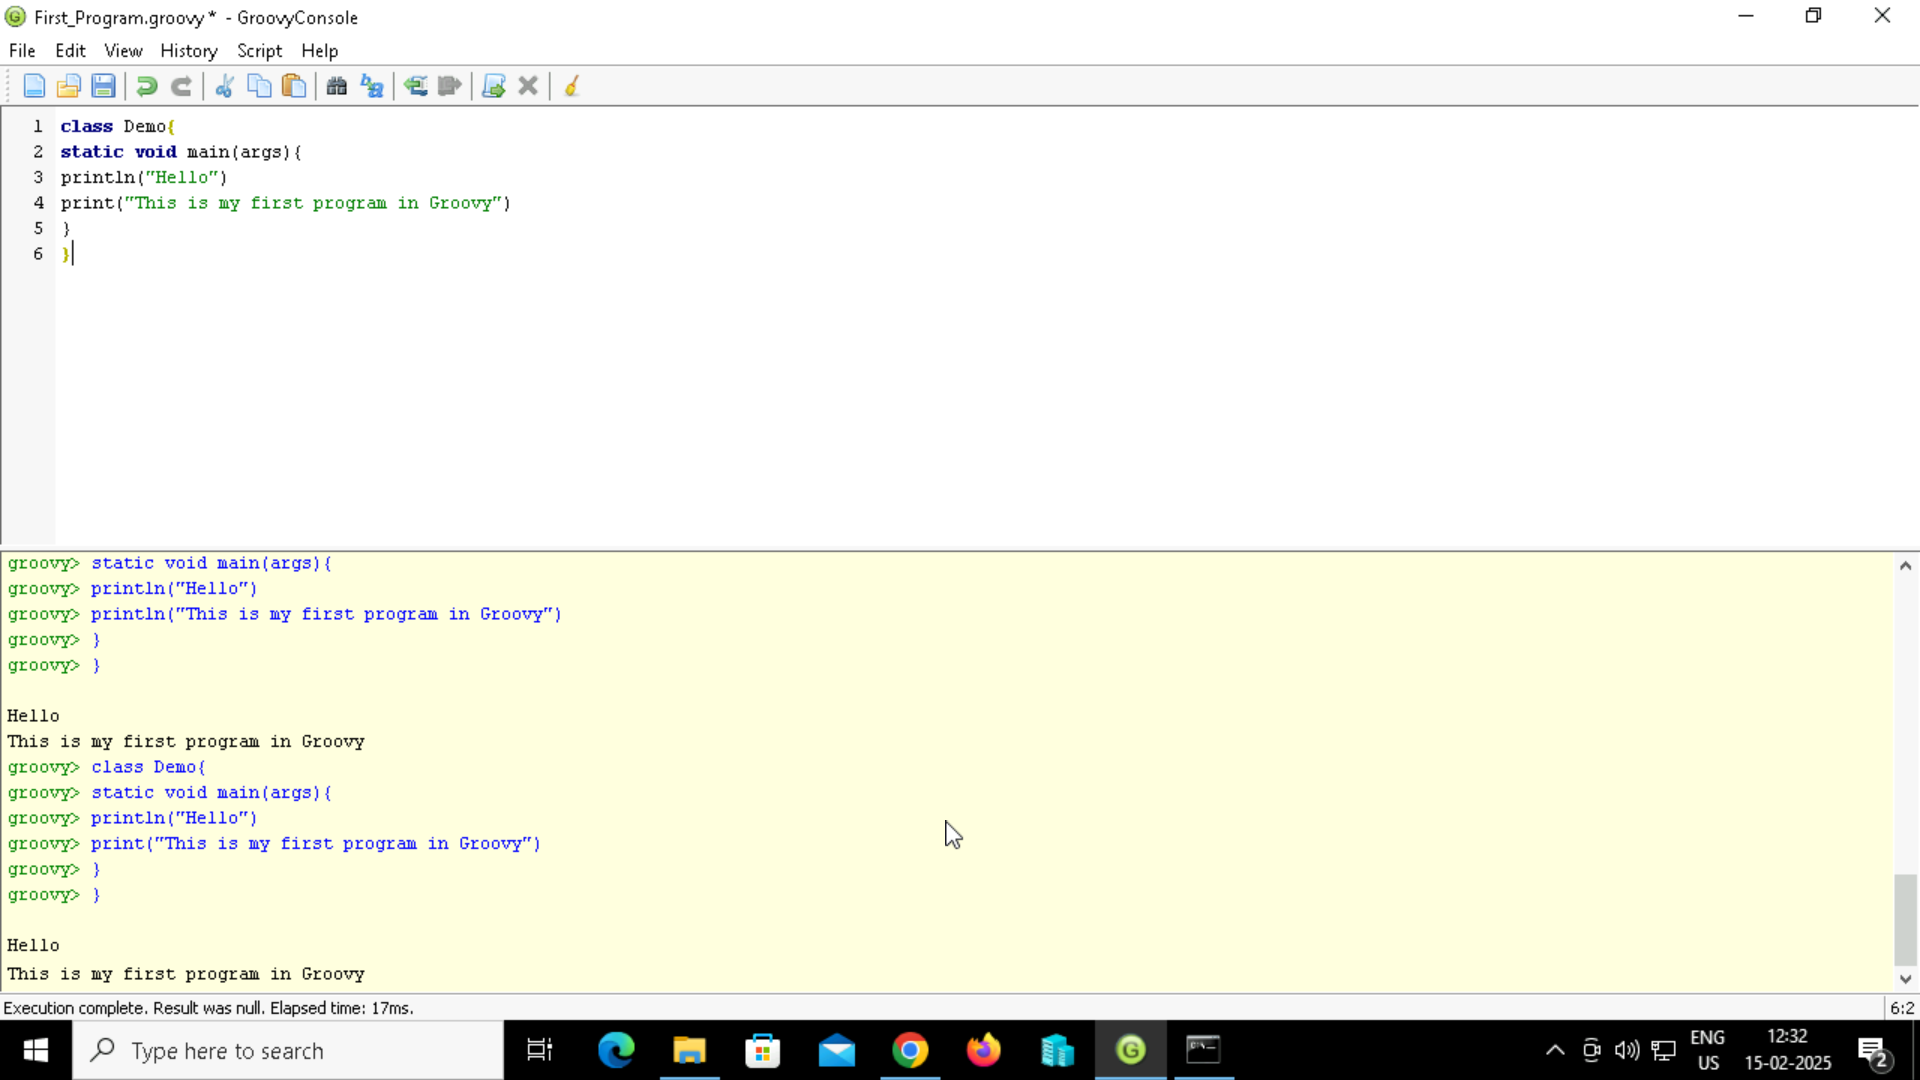 First_Program.groovy * - GroovyConsole
File Edit View History Script Help
1 class Demo{
2 static void main(args){
3 println("Hello")
4 print("This is my first program in Groovy")
5 }
6 }
groovy> static void main(args){
groovy> println("Hello")
groovy> println("This is my first program in Groovy")
groovy> }
groovy> }
Hello
This is my first program in Groovy
groovy> class Demo{
groovy> static void main(args){
groovy> println("Hello")
groovy> print("This is my first program in Groovy")
groovy> }
groovy> }
Hello
This is my first program in Groovy
Execution complete. Result was null. Elapsed time: 17ms. 6:2
Type here to search
ENG
US
12:32
15-02-2025
2